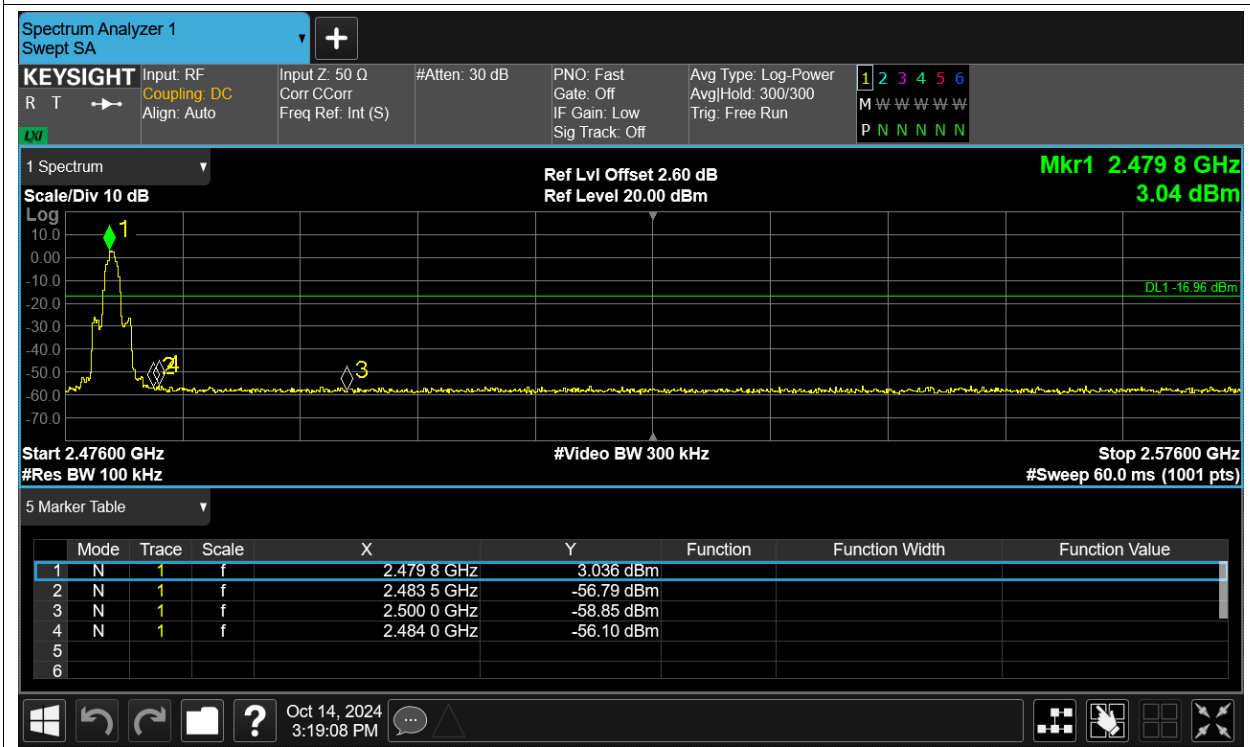 Spectrum Analyzer 1
Swept SA
+
KEYSIGHT Input: RF Input Z: 50 Ω #Atten: 30 dB PNO: Fast Avg Type: Log-Power 1 2 3 4 5 6
R T Coupling: DC Corr CCorr Gate: Off Avg|Hold: 300/300 M W W W W W
Align: Auto Freq Ref: Int (S) IF Gain: Low Trig: Free Run
LXI Sig Track: Off P N N N N N
1 Spectrum Ref Lvl Offset 2.60 dB Mkr1 2.479 8 GHz
Scale/Div 10 dB Ref Level 20.00 dBm 3.04 dBm
Log
1
10.0
0.00
-10.0
DL1 -16.96 dBm
-20.0
-30.0
-40.0
4 3
-50.0
-60.0
-70.0
Start 2.47600 GHz #Video BW 300 kHz Stop 2.57600 GHz
#Res BW 100 kHz #Sweep 60.0 ms (1001 pts)
5 Marker Table
Mode Trace Scale X Y Function Function Width Function Value
1 N 1 f 2.479 8 GHz 3.036 dBm
2 N 1 f 2.483 5 GHz -56.79 dBm
3 N 1 f 2.500 0 GHz -58.85 dBm
4 N 1 f 2.484 0 GHz -56.10 dBm
5
6
? Oct 14, 2024
3:19:08 PM